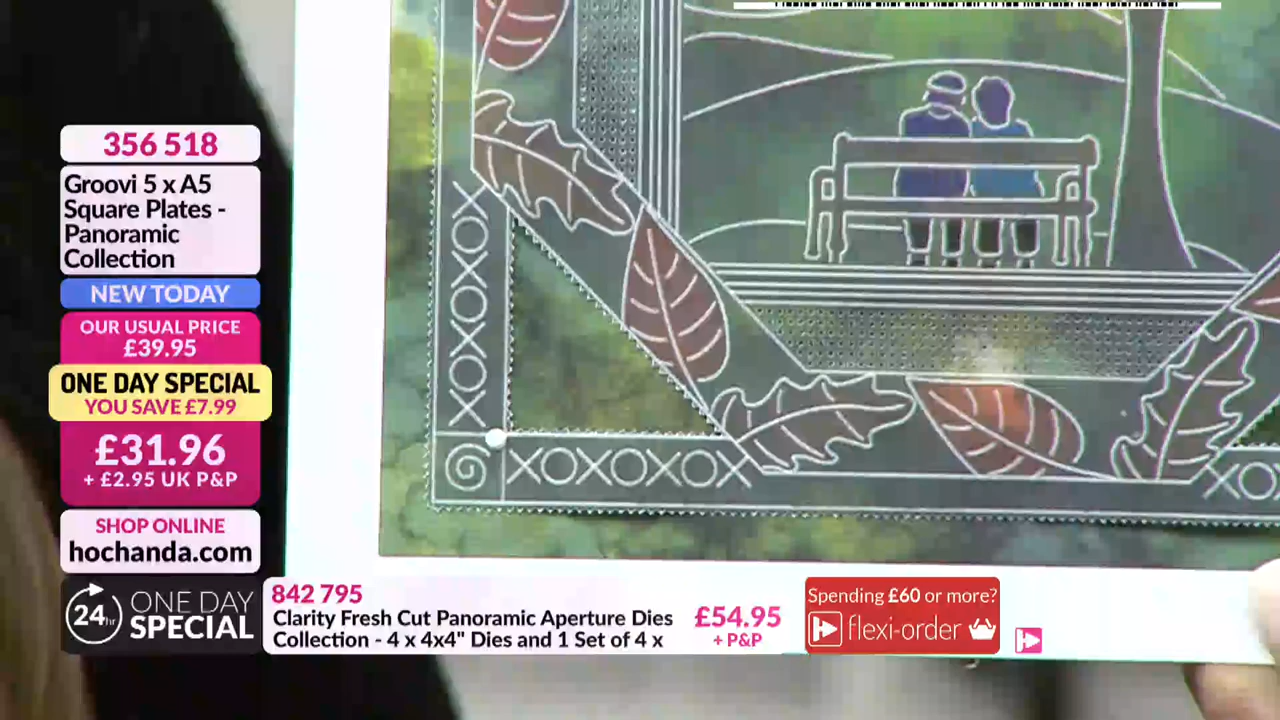 356 518
Groovi 5 x A5
Square Plates -
Panoramic
Collection
NEW TODAY
OUR USUAL PRICE
£39.95
ONE DAY SPECIAL
YOU SAVE £7.99
£31.96
+ £2.95 UK P&P
SHOP ONLINE
hochanda.com
24hr
ONE DAY
SPECIAL
842 795
Clarity Fresh Cut Panoramic Aperture Dies
Collection - 4 x 4x4" Dies and 1 Set of 4 x
£54.95
+ P&P
Spending £60 or more?
flexi-order
XOXOXOX
XOXOXOX
XO